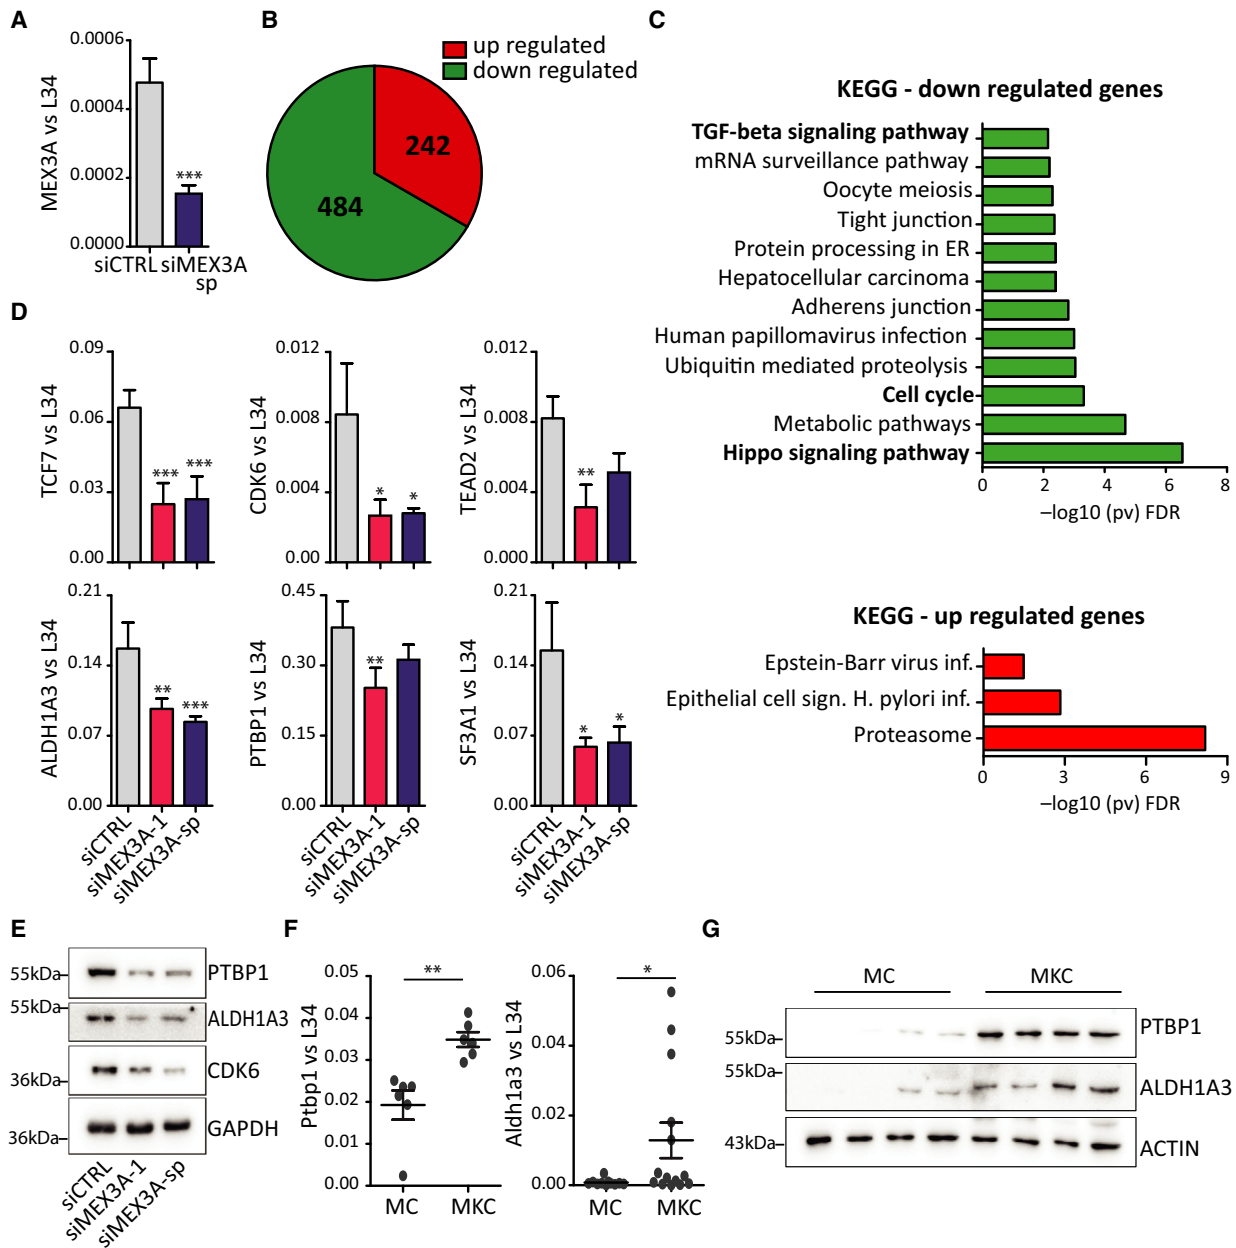 A
0.0006
0.0004
0.0002
0.0000
MEX3A vs L34
***
siCTRL
siMEX3A
sp
B
up regulated
down regulated
242
484
C
KEGG - down regulated genes
TGF-beta signaling pathway
mRNA surveillance pathway
Oocyte meiosis
Tight junction
Protein processing in ER
Hepatocellular carcinoma
Adherens junction
Human papillomavirus infection
Ubiquitin mediated proteolysis
Cell cycle
Metabolic pathways
Hippo signaling pathway
0 2 4 6 8
–log10 (pv) FDR
KEGG - up regulated genes
Epstein-Barr virus inf.
Epithelial cell sign. H. pylori inf.
Proteasome
0 3 6 9
–log10 (pv) FDR
D
0.09
0.06
0.03
0.00
TCF7 vs L34
*** ***
0.012
0.008
0.004
0.00
CDK6 vs L34
* *
0.012
0.008
0.004
0.000
TEAD2 vs L34
**
0.21
0.14
0.07
0.00
ALDH1A3 vs L34
** ***
siCTRL
siMEX3A-1
siMEX3A-sp
0.45
0.30
0.15
0.00
PTBP1 vs L34
**
siCTRL
siMEX3A-1
siMEX3A-sp
0.21
0.14
0.07
0.00
SF3A1 vs L34
* *
siCTRL
siMEX3A-1
siMEX3A-sp
E
55kDa
PTBP1
55kDa
ALDH1A3
36kDa
CDK6
36kDa
GAPDH
siCTRL
siMEX3A-1
siMEX3A-sp
F
0.05
0.04
0.03
0.02
0.01
0.00
Ptbp1 vs L34
**
MC MKC
0.06
0.04
0.02
0.00
Aldh1a3 vs L34
*
MC MKC
G
MC MKC
55kDa
PTBP1
55kDa
ALDH1A3
43kDa
ACTIN